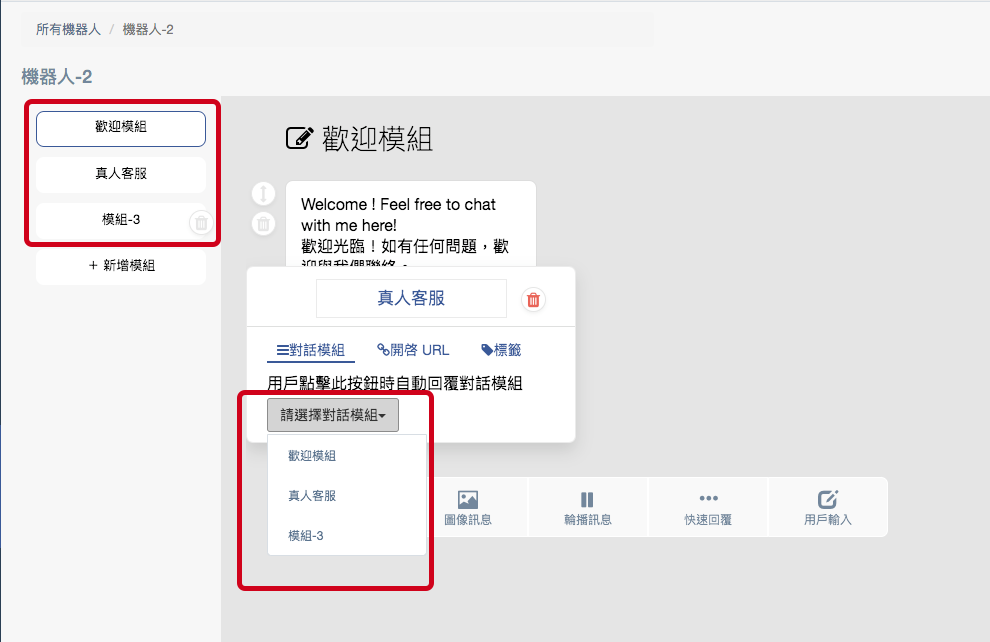 所有機器人 / 機器人-2
機器人-2
歡迎模組
真人客服
模組-3
+ 新增模組
歡迎模組
Welcome ! Feel free to chat
with me here!
歡迎光臨！如有任何問題，歡
迎與我們聯絡。
真人客服
對話模組 開啓 URL 標籤
用戶點擊此按鈕時自動回覆對話模組
請選擇對話模組
歡迎模組
真人客服
模組-3
圖像訊息 輪播訊息 快速回覆 用戶輸入